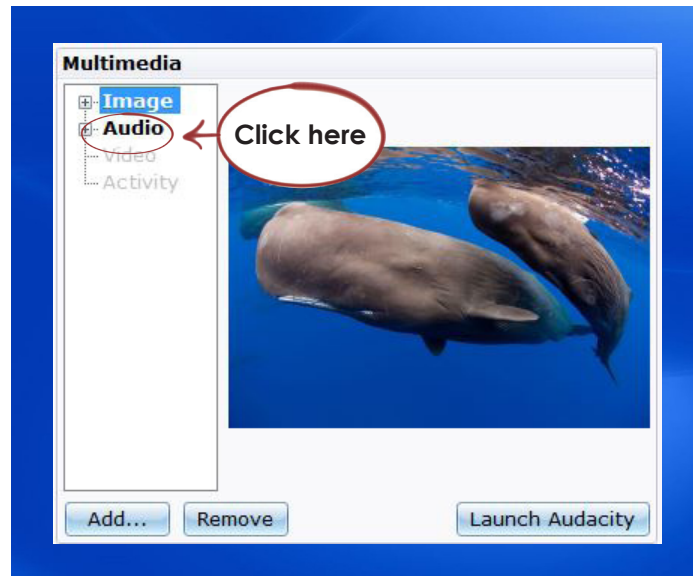 Multimedia
Image
Audio
Click here
Video
Activity
Add...
Remove
Launch Audacity